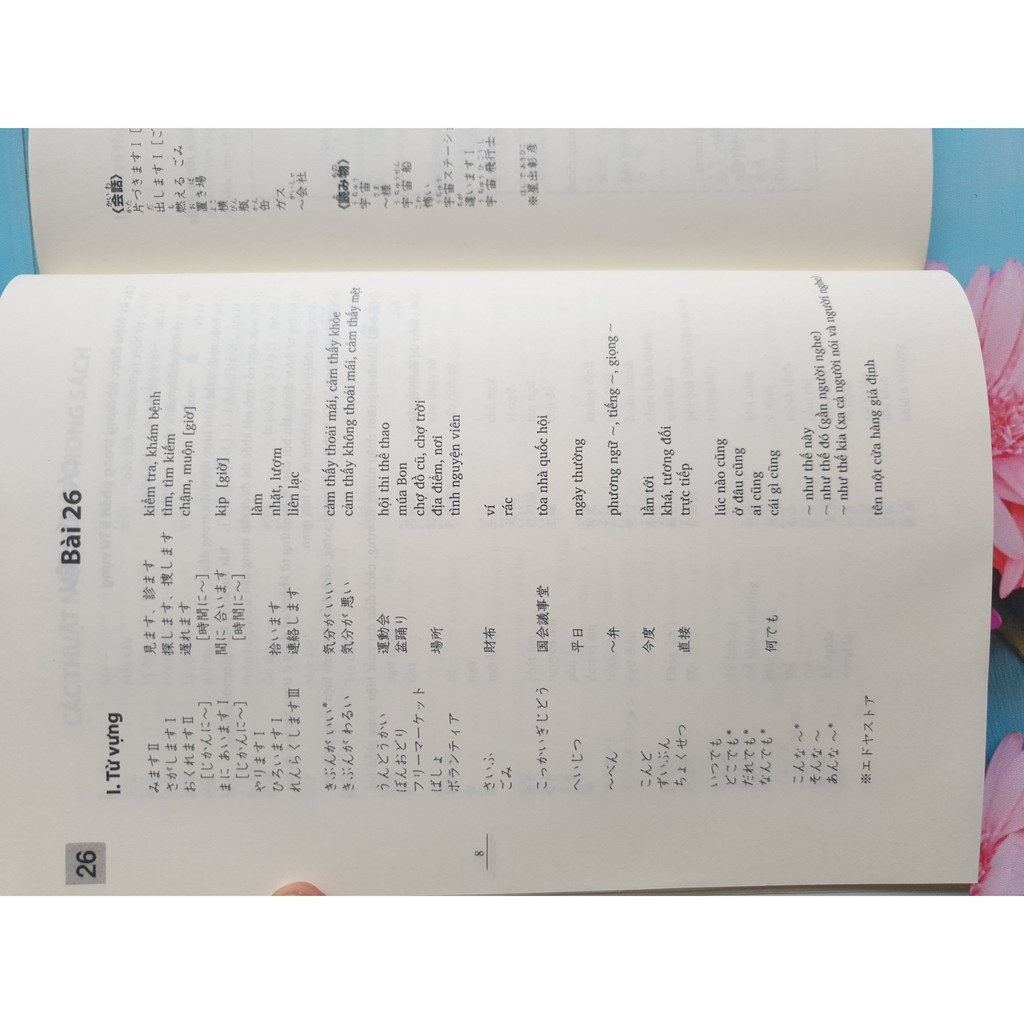 26
Bài 26
I. Từ vựng
みますⅡ 見ます、診ます kiểm tra, khám bệnh
さがしますⅠ 探します、捜します tìm, tìm kiếm
おくれますⅡ 遅れます chậm, muộn [giờ]
[じかんに～] [時間に～]
まにあいますⅠ 間に合います kịp [giờ]
[じかんに～] [時間に～]
やりますⅠ làm
ひろいますⅠ 拾います nhặt, lượm
れんらくしますⅢ 連絡します liên lạc
きぶんがいい* 気分がいい cảm thấy thoải mái, cảm thấy khỏe
きぶんがわるい 気分が悪い cảm thấy không thoải mái, cảm thấy mệt
うんどうかい 運動会 hội thi thể thao
ぼんおどり 盆踊り múa Bon
フリーマーケット chợ đồ cũ, chợ trời
ばしょ 場所 địa điểm, nơi
ボランティア tình nguyện viên
さいふ 財布 ví
ごみ rác
こっかいぎじどう 国会議事堂 tòa nhà quốc hội
へいじつ 平日 ngày thường
～べん ～弁 phương ngữ ～, tiếng ～, giọng ～
こんど 今度 lần tới
ずいぶん khá, tương đối
ちょくせつ 直接 trực tiếp
いつでも lúc nào cũng
どこでも* ở đâu cũng
だれでも* ai cũng
なんでも* 何でも cái gì cũng
こんな～* ～ như thế này
そんな～ ～ như thế đó (gần người nghe)
あんな～* ～ như thế kia (xa cả người nói và người nghe)
※エドヤストア tên một cửa hàng giả định
8
〈会話〉
片づきますⅠ
出しますⅠ
燃えるごみ
置き場
横
瓶
缶
ガス
～会社
〈読み物〉
宇宙
～様
宇宙船
怖い
宇宙ステーショ
違いますⅠ
宇宙飛行士
※星出彰彦